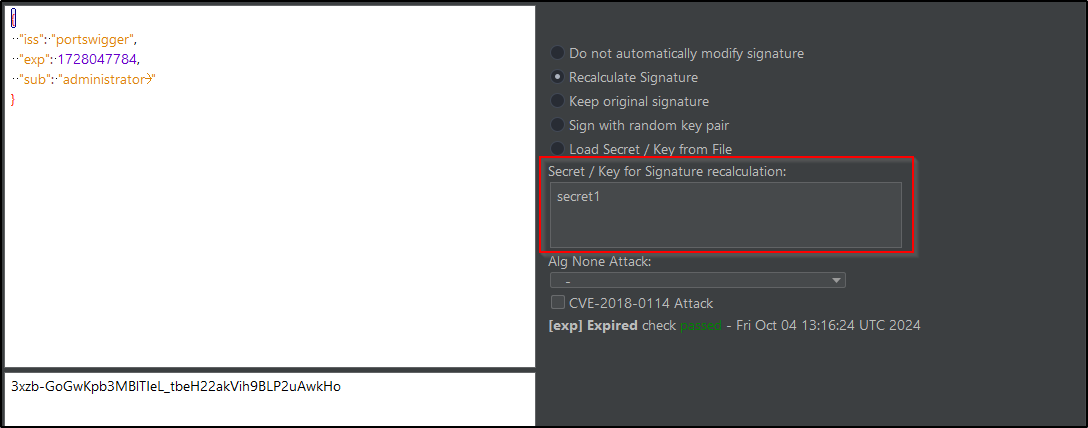 {
"iss": "portswigger",
"exp": 1728047784,
"sub": "administrator"
}
Do not automatically modify signature
Recalculate Signature
Keep original signature
Sign with random key pair
Load Secret / Key from File
Secret / Key for Signature recalculation:
secret1
Alg None Attack:
-
CVE-2018-0114 Attack
[exp] Expired check passed - Fri Oct 04 13:16:24 UTC 2024
3xzb-GoGwKpb3MBlTIeL_tbeH22akVih9BLP2uAwkHo